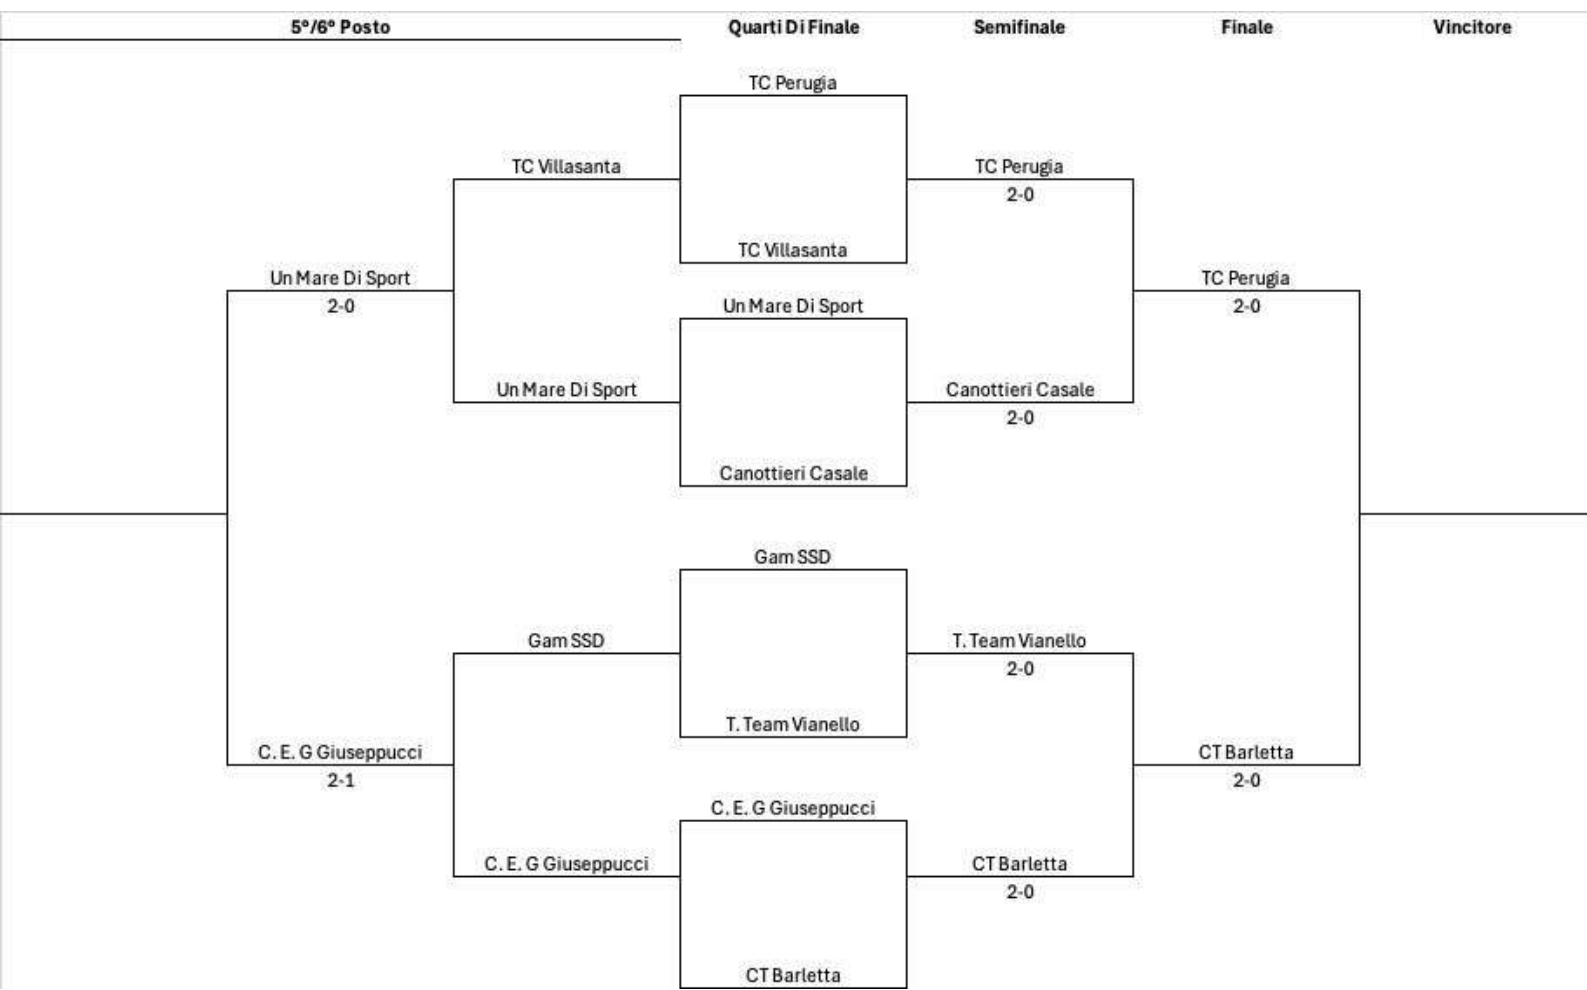 5°/6° Posto Quarti Di Finale Semifinale Finale Vincitore
TC Perugia
TC Villasanta TC Perugia
2-0
TC Villasanta
Un Mare Di Sport TC Perugia
2-0 Un Mare Di Sport 2-0
Un Mare Di Sport Canottieri Casale
2-0
Canottieri Casale
Gam SSD
Gam SSD T. Team Vianello
2-0
T. Team Vianello
C. E. G Giuseppucci CT Barletta
2-1 2-0
C. E. G Giuseppucci
C. E. G Giuseppucci CT Barletta
2-0
CT Barletta